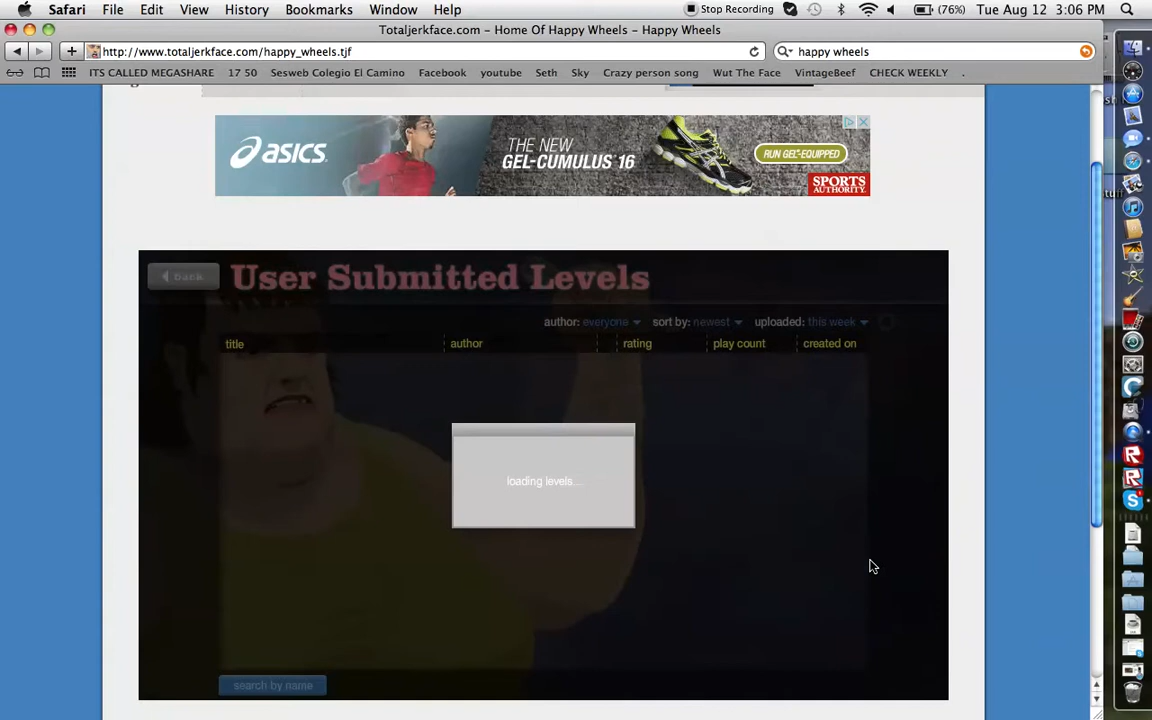 Safari File Edit View History Bookmarks Window Help Stop Recording (76%) Tue Aug 12 3:06 PM
Totaljerkface.com – Home Of Happy Wheels – Happy Wheels
http://www.totaljerkface.com/happy_wheels.tjf happy wheels
ITS CALLED MEGASHARE 17 50 Sesweb Colegio El Camino Facebook youtube Seth Sky Crazy person song Wut The Face VintageBeef CHECK WEEKLY .
asics THE NEW GEL-CUMULUS 16 RUN GEL-EQUIPPED SPORTS AUTHORITY
back User Submitted Levels
author: everyone sort by: newest uploaded: this week
title author rating play count created on
loading levels...
search by name